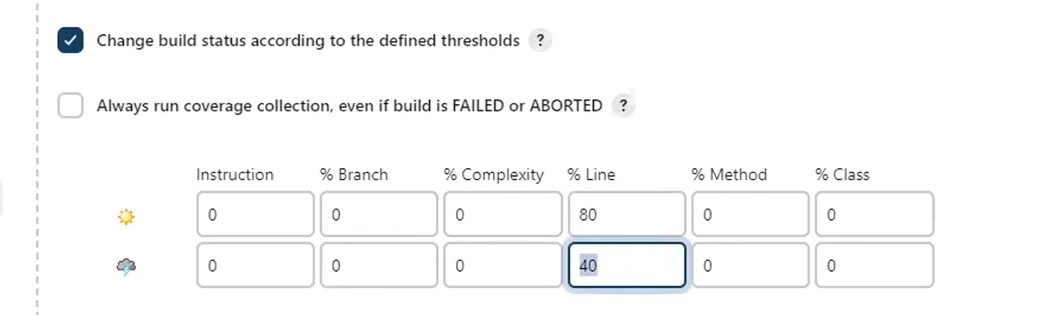 Change build status according to the defined thresholds ?
Always run coverage collection, even if build is FAILED or ABORTED ?
Instruction % Branch % Complexity % Line % Method % Class
0 0 0 80 0 0
0 0 0 40 0 0